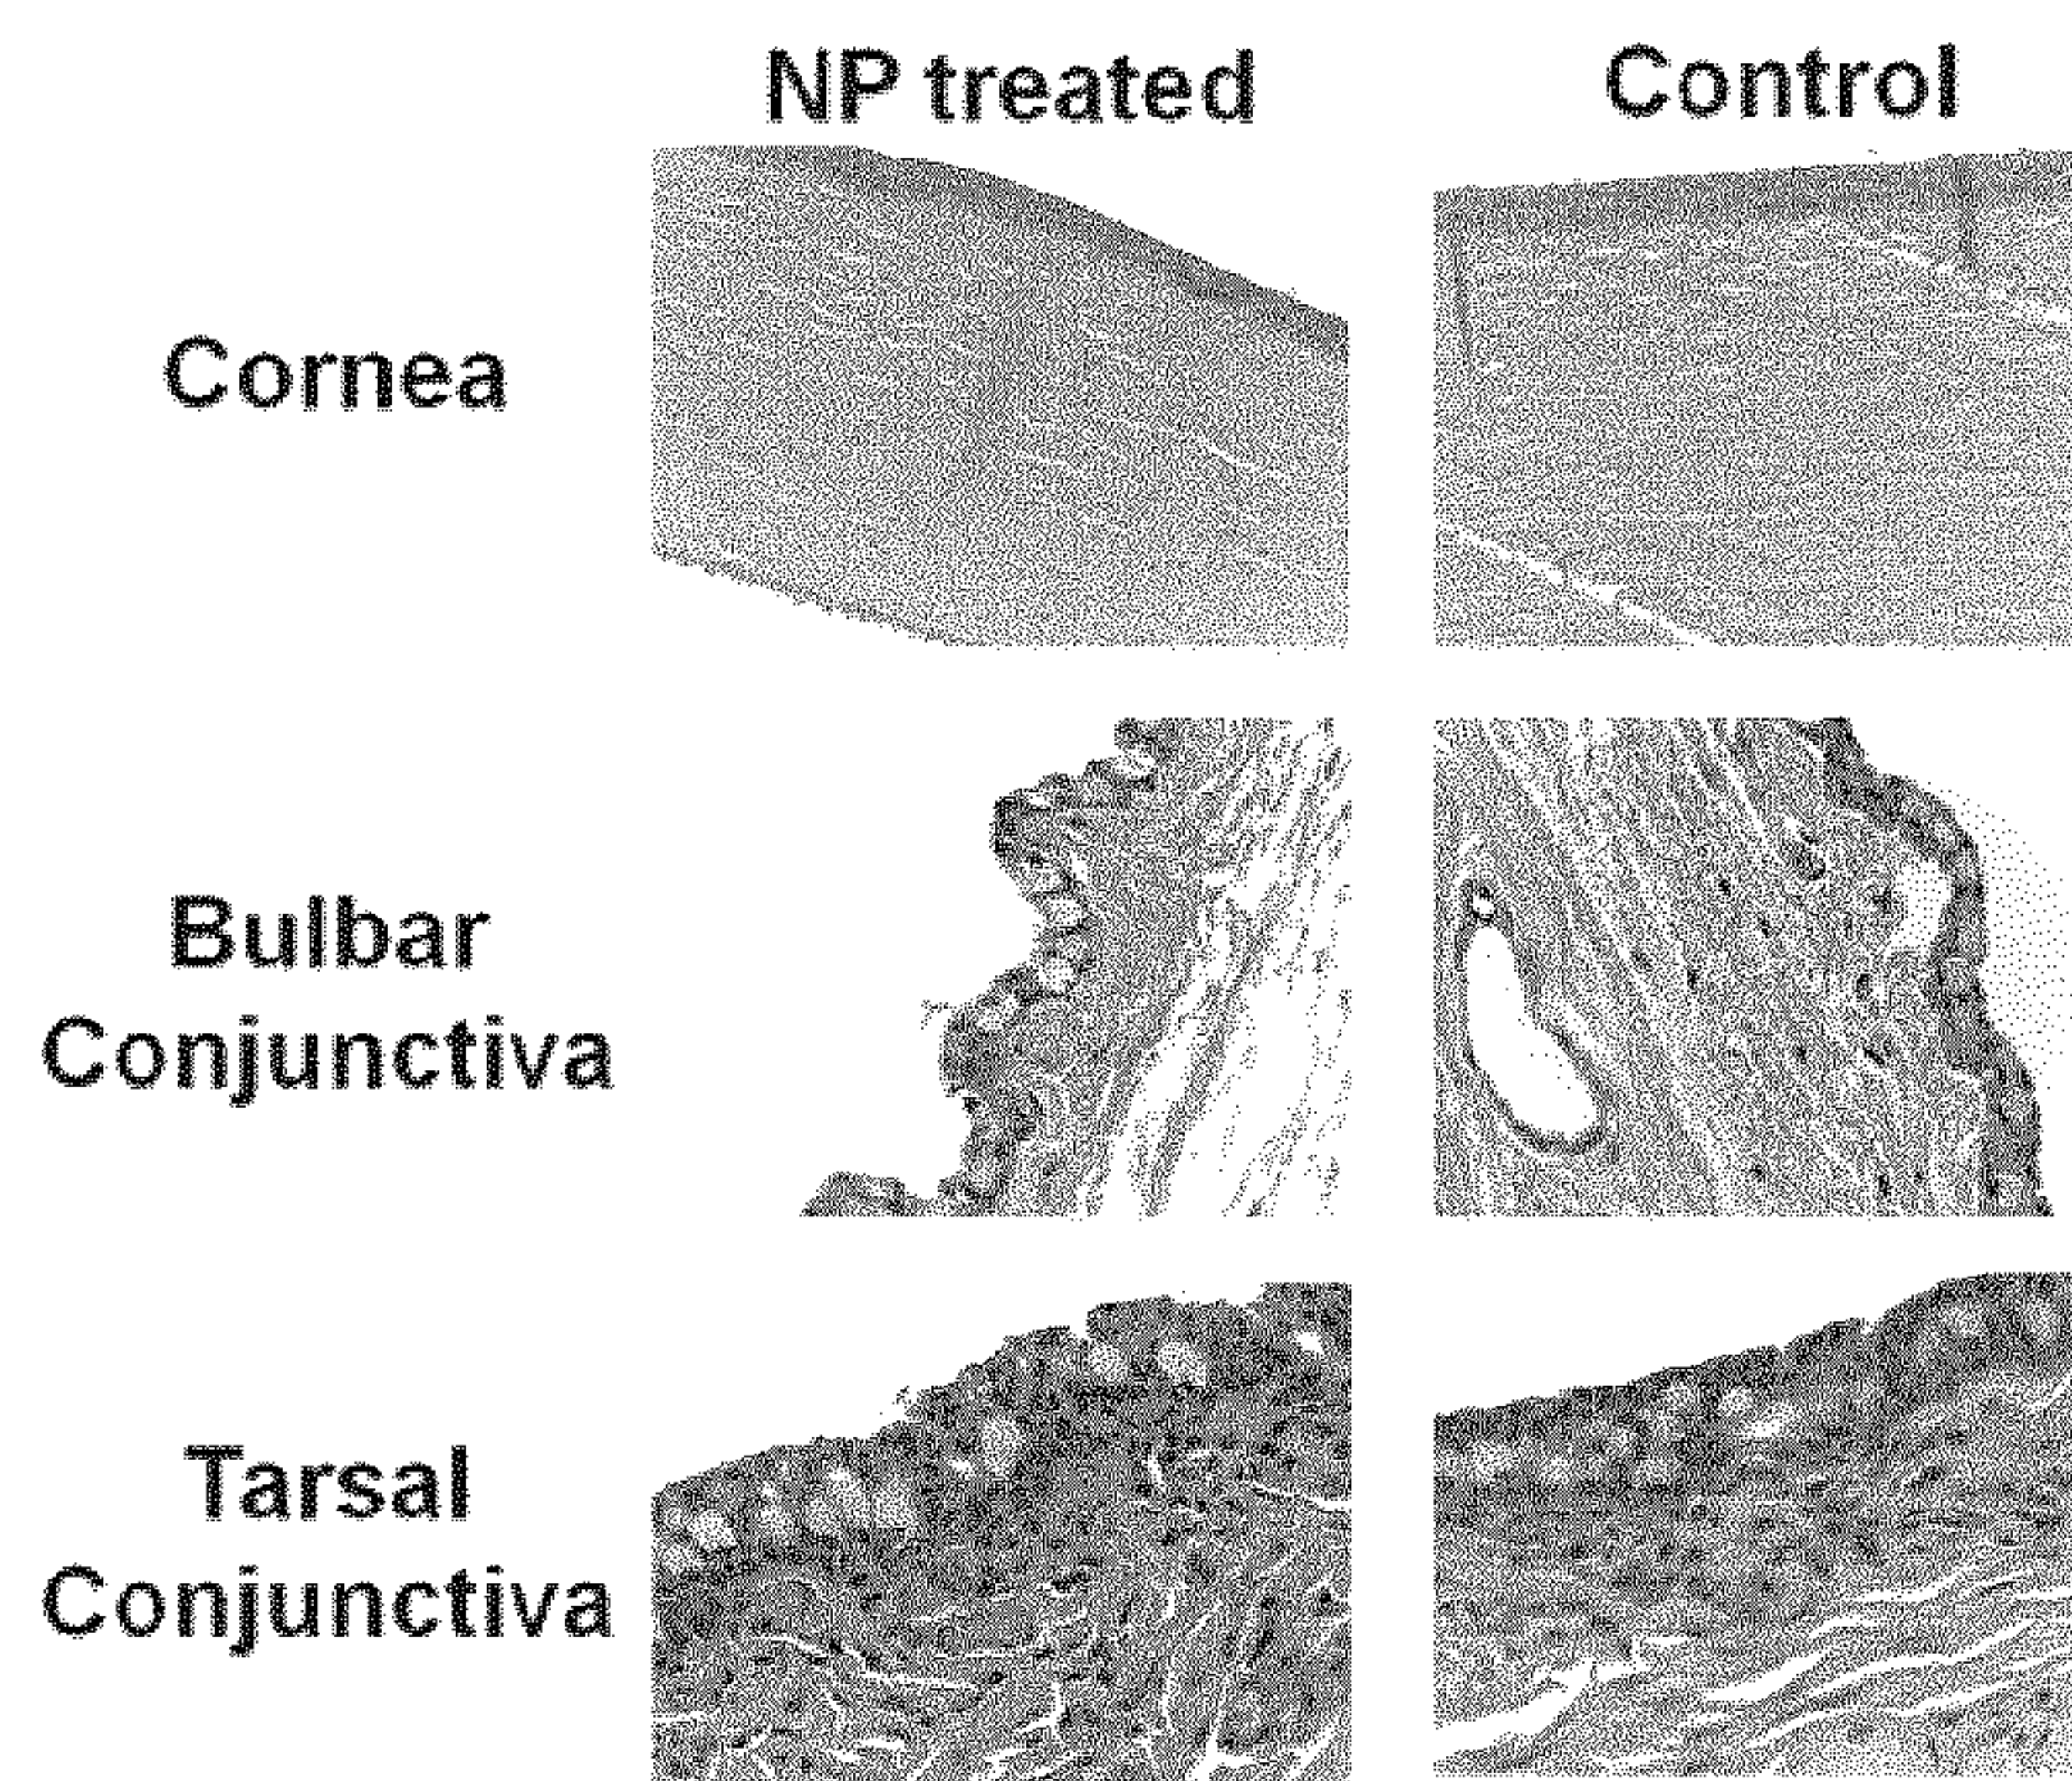 NP treated
Control
Cornea
Bulbar
Conjunctiva
Tarsal
Conjunctiva